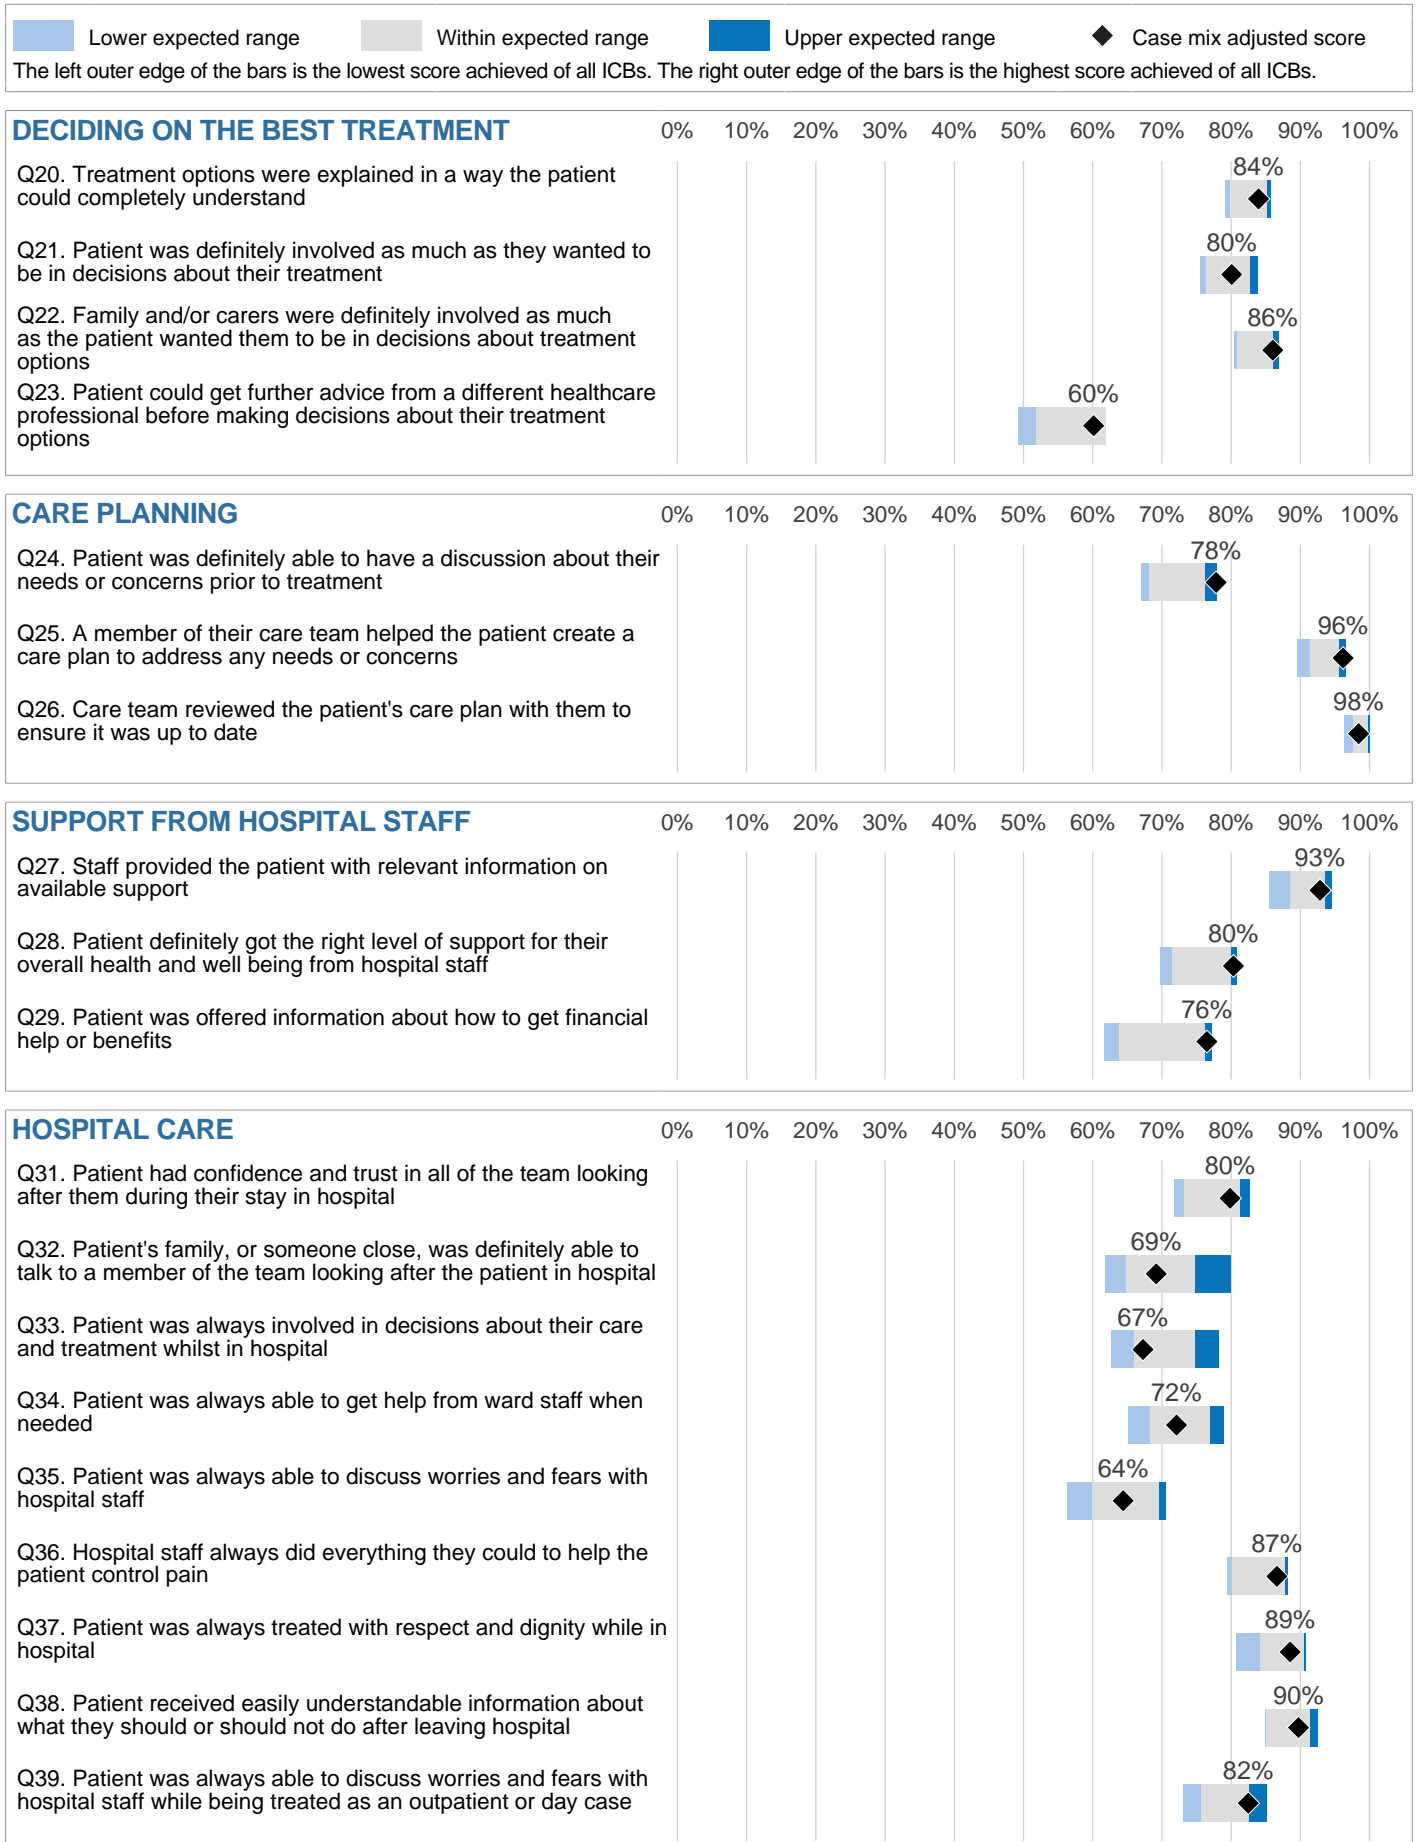 Lower expected range Within expected range Upper expected range Case mix adjusted score
The left outer edge of the bars is the lowest score achieved of all ICBs. The right outer edge of the bars is the highest score achieved of all ICBs.
DECIDING ON THE BEST TREATMENT 0% 10% 20% 30% 40% 50% 60% 70% 80% 90% 100%
Q20. Treatment options were explained in a way the patient
could completely understand
84%
Q21. Patient was definitely involved as much as they wanted to
be in decisions about their treatment
80%
Q22. Family and/or carers were definitely involved as much
as the patient wanted them to be in decisions about treatment
options
86%
Q23. Patient could get further advice from a different healthcare
professional before making decisions about their treatment
options
60%
CARE PLANNING 0% 10% 20% 30% 40% 50% 60% 70% 80% 90% 100%
Q24. Patient was definitely able to have a discussion about their
needs or concerns prior to treatment
78%
Q25. A member of their care team helped the patient create a
care plan to address any needs or concerns
96%
Q26. Care team reviewed the patient's care plan with them to
ensure it was up to date
98%
SUPPORT FROM HOSPITAL STAFF 0% 10% 20% 30% 40% 50% 60% 70% 80% 90% 100%
Q27. Staff provided the patient with relevant information on
available support
93%
Q28. Patient definitely got the right level of support for their
overall health and well being from hospital staff
80%
Q29. Patient was offered information about how to get financial
help or benefits
76%
HOSPITAL CARE 0% 10% 20% 30% 40% 50% 60% 70% 80% 90% 100%
Q31. Patient had confidence and trust in all of the team looking
after them during their stay in hospital
80%
Q32. Patient's family, or someone close, was definitely able to
talk to a member of the team looking after the patient in hospital
69%
Q33. Patient was always involved in decisions about their care
and treatment whilst in hospital
67%
Q34. Patient was always able to get help from ward staff when
needed
72%
Q35. Patient was always able to discuss worries and fears with
hospital staff
64%
Q36. Hospital staff always did everything they could to help the
patient control pain
87%
Q37. Patient was always treated with respect and dignity while in
hospital
89%
Q38. Patient received easily understandable information about
what they should or should not do after leaving hospital
90%
Q39. Patient was always able to discuss worries and fears with
hospital staff while being treated as an outpatient or day case
82%